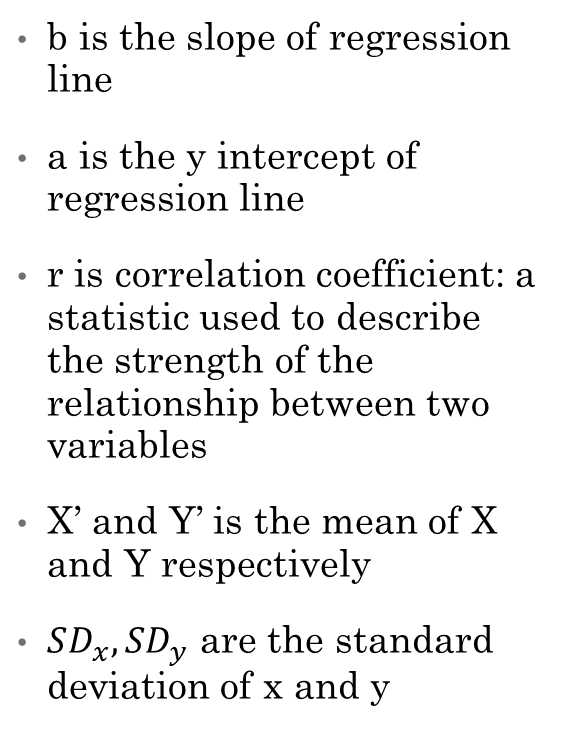 • b is the slope of regression
line
• a is the y intercept of
regression line
• r is correlation coefficient: a
statistic used to describe
the strength of the
relationship between two
variables
• X’ and Y’ is the mean of X
and Y respectively
• SDₓ, SDᵧ are the standard
deviation of x and y